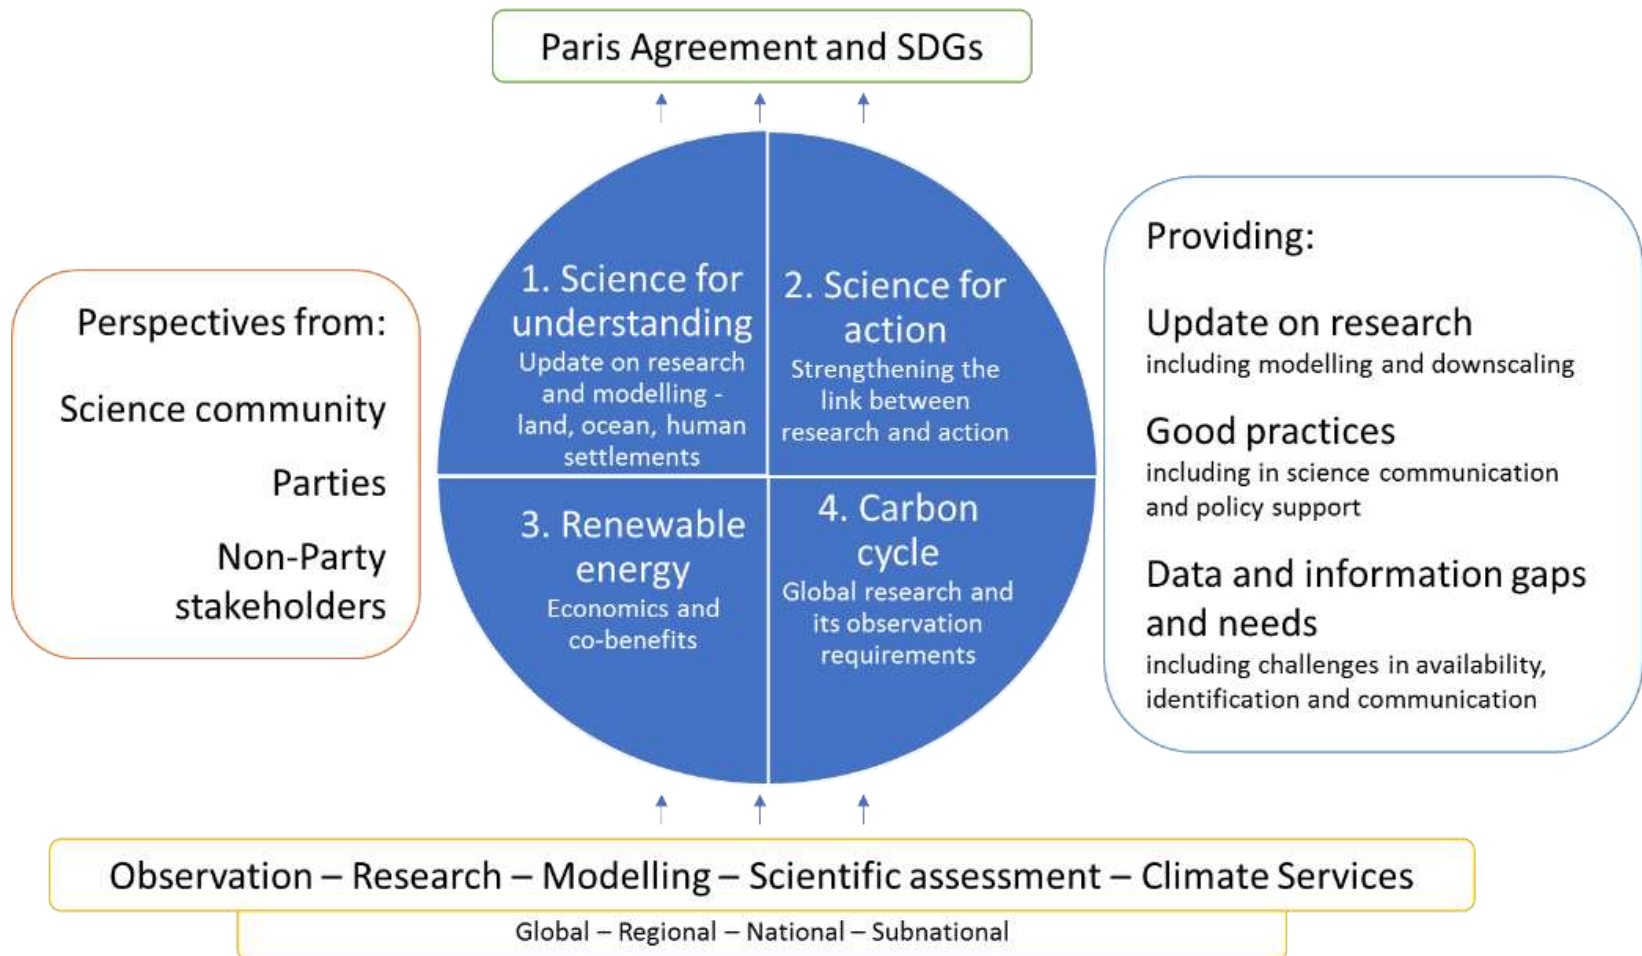 Paris Agreement and SDGs
Perspectives from:
Science community
Parties
Non-Party
stakeholders
1. Science for
understanding
Update on research
and modelling -
land, ocean, human
settlements
2. Science for
action
Strengthening the
link between
research and action
3. Renewable
energy
Economics and
co-benefits
4. Carbon
cycle
Global research and
its observation
requirements
Providing:
Update on research
including modelling and downscaling
Good practices
including in science communication
and policy support
Data and information gaps
and needs
including challenges in availability,
identification and communication
Observation – Research – Modelling – Scientific assessment – Climate Services
Global – Regional – National – Subnational